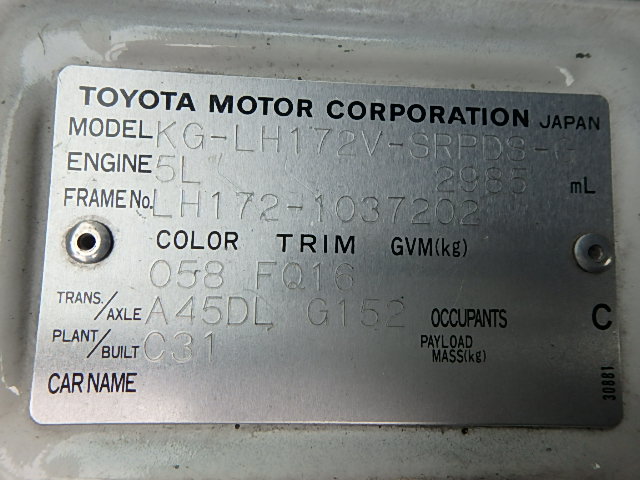 TOYOTA MOTOR CORPORATION JAPAN
MODEL KG-LH172V-SRPDS-G
ENGINE 5L 2985 mL
FRAME No. LH172-1037202
COLOR TRIM GVM(kg)
058 FQ16
TRANS./AXLE A45DL G152 OCCUPANTS C
PLANT/BUILT C31 PAYLOAD MASS(kg)
CAR NAME
30881